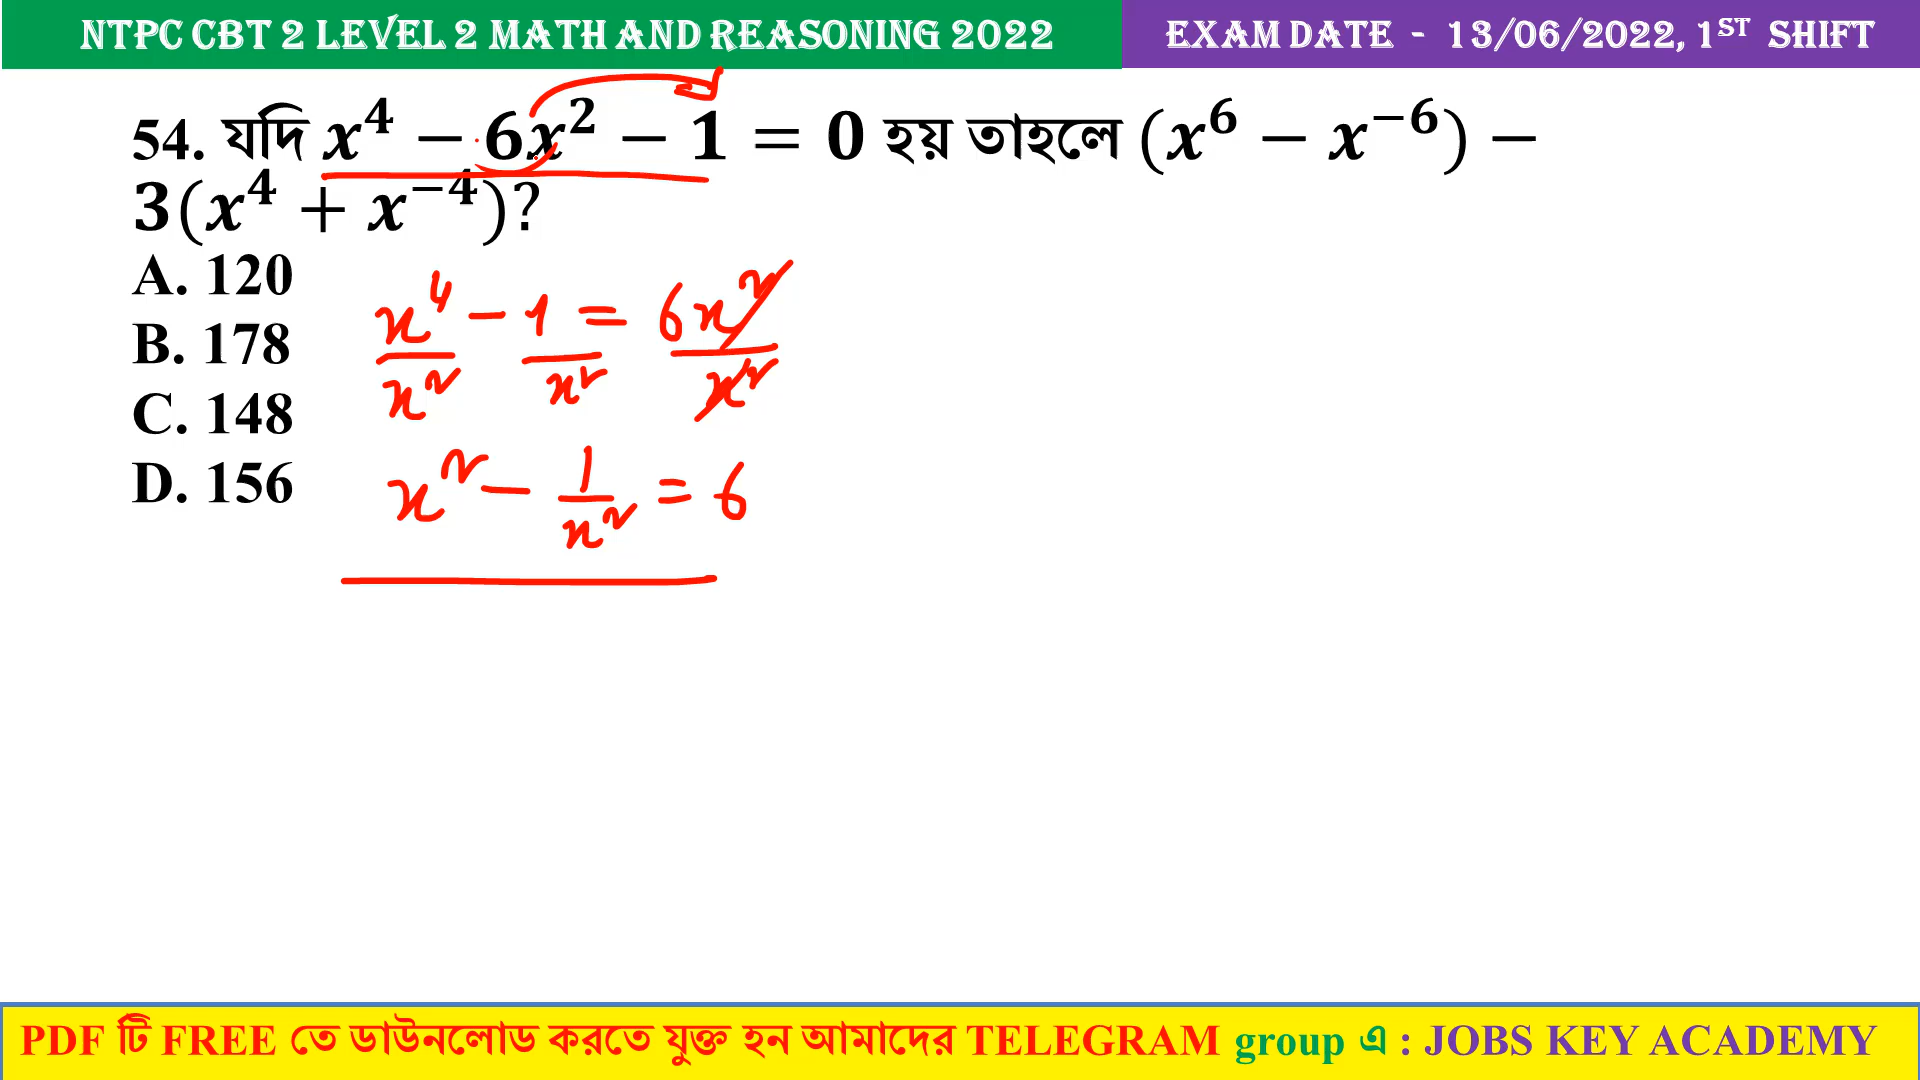 NTPC CBT 2 LEVEL 2 MATH AND REASONING 2022
EXAM DATE - 13/06/2022, 1ST SHIFT
54. যদি x⁴ − 6x² − 1 = 0 হয় তাহলে (x⁶ − x⁻⁶) −
3(x⁴ + x⁻⁴)?
A. 120
B. 178
C. 148
D. 156
x⁴/x² − 1/x² = 6x²/x²
x² − 1/x² = 6
PDF টি FREE তে ডাউনলোড করতে যুক্ত হন আমাদের TELEGRAM group এ : JOBS KEY ACADEMY